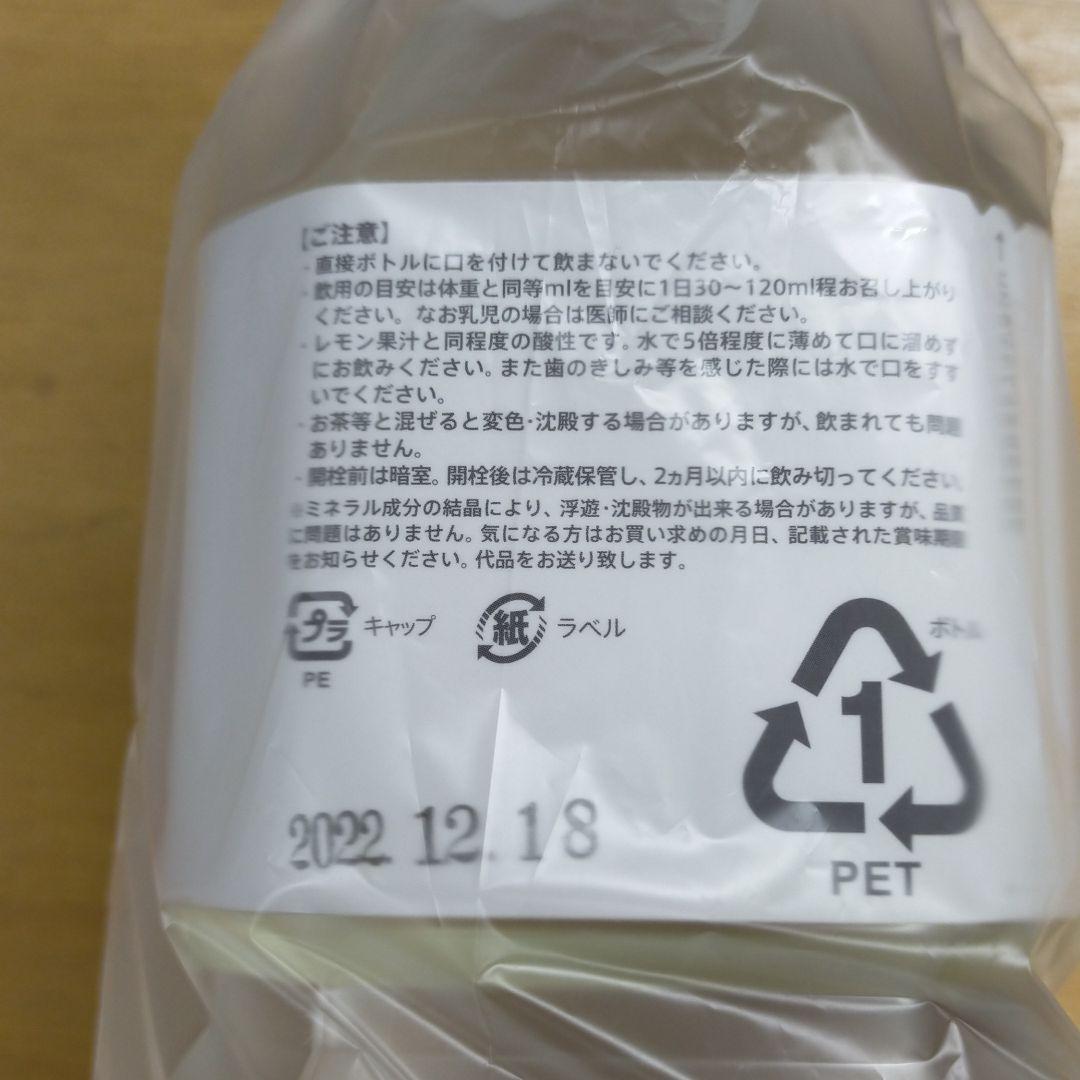 【ご注意】
・直接ボトルに口を付けて飲まないでください。
・飲用の目安は体重と同等mlを目安に1日30〜120ml程お召し上がり
ください。なお乳児の場合は医師にご相談ください。
・レモン果汁と同程度の酸性です。水で5倍程度に薄めて口に溜めず
にお飲みください。また歯のきしみ等を感じた際には水で口をすす
いでください。
・お茶等と混ぜると変色・沈殿する場合がありますが、飲まれても問題
ありません。
・開栓前は暗室。開栓後は冷蔵保管し、2ヵ月以内に飲み切ってください。
※ミネラル成分の結晶により、浮遊・沈殿物が出来る場合がありますが、品質
に問題はありません。気になる方はお買い求めの月日、記載された賞味期限
をお知らせください。代品をお送り致します。
プラ キャップ
PE
紙 ラベル
ボトル
1
PET
2022.12.18